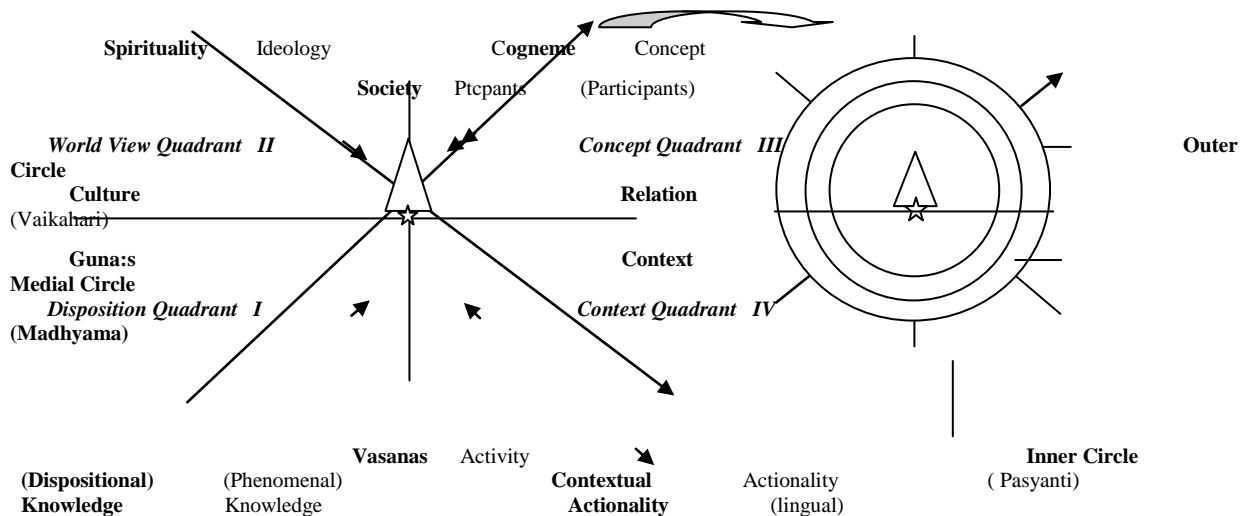 Spirituality Ideology Cogneme Concept
Society Ptcpants (Participants)
World View Quadrant II Concept Quadrant III Outer
Circle
Culture Relation
(Vaikahari)
Guna:s Context
Medial Circle
Disposition Quadrant I Context Quadrant IV
(Madhyama)
Vasanas Activity Inner Circle
(Dispositional) (Phenomenal) Contextual Actionality ( Pasyanti)
Knowledge Knowledge Actionality (lingual)